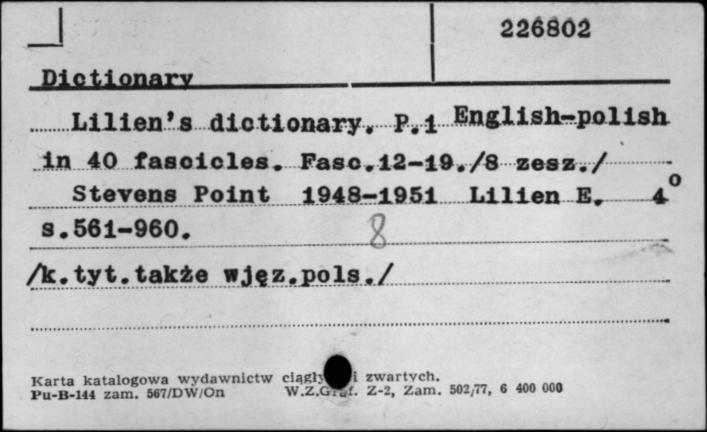 226802
Dictionary
Lilien's dictionary. P.1 English-polish
in 40 fascicles. Fasc.12-19./8 zesz./
Stevens Point 1948-1951 Lilien E. 4°
s.561-960.
8
/k.tyt.także wjęz.pols./
Karta katalogowa wydawnictw i zwartych.
Pu-B-144 zam. 567/DW/On W.Z.Graf. Z-2, Zam. 502/77, 6 400 000